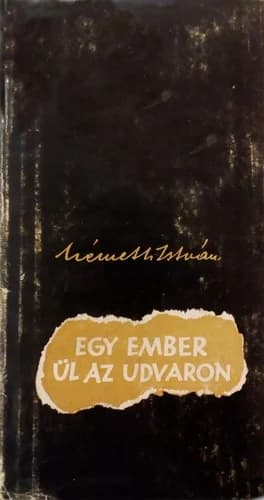 Németh István
EGY EMBER
ÜL AZ UDVARON